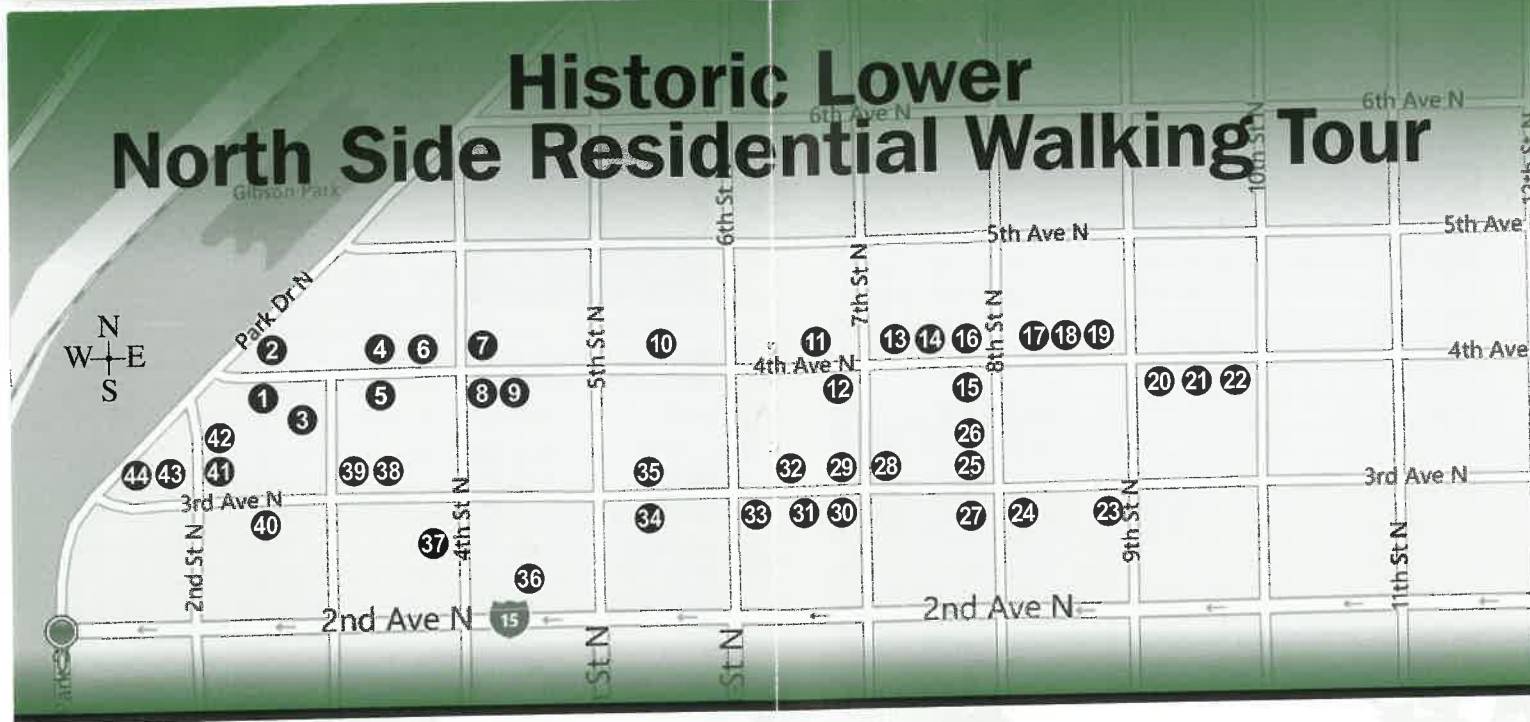 Historic Lower
North Side Residential Walking Tour
6th Ave N
6th Ave N
Gibson Park
10th St N
12th St N
6th St N
5th Ave N
5th Ave
Park Dr N
7th St N
8th St N
5th St N
N
W E
S
2
4
6
7
10
11
13
14
16
17
18
19
4th Ave N
4th Ave
1
3
5
8
9
12
15
20
21
22
42
26
44
43
41
39
38
35
32
29
28
25
3rd Ave N
3rd Ave N
40
34
33
31
30
27
24
23
37
4th St N
2nd St N
9th St N
11th St N
36
2nd Ave N
15
2nd Ave N
St N
St N
Park